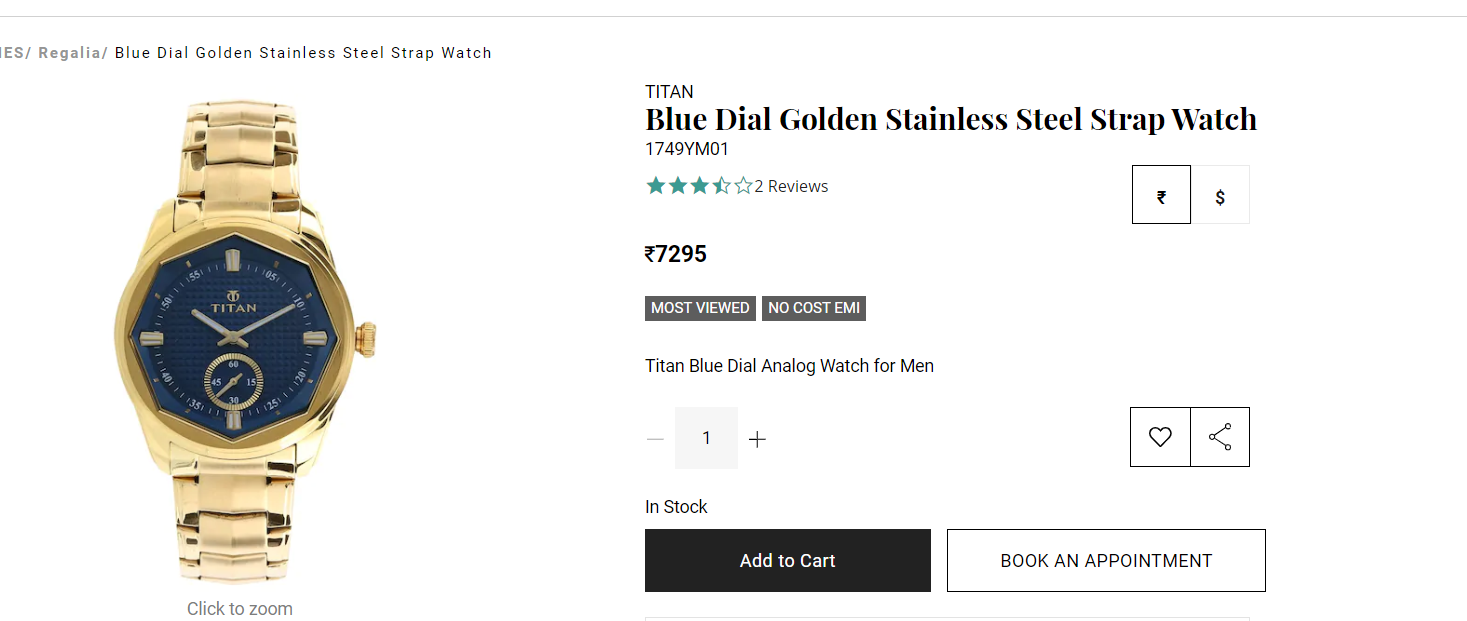 IES/ Regalia/ Blue Dial Golden Stainless Steel Strap Watch
TITAN
Blue Dial Golden Stainless Steel Strap Watch
1749YM01
2 Reviews
₹ $
₹7295
MOST VIEWED NO COST EMI
Titan Blue Dial Analog Watch for Men
— 1 +
In Stock
Add to Cart BOOK AN APPOINTMENT
55 05
50 10
TITAN
60
45 15
30
40 20
35 25
Click to zoom